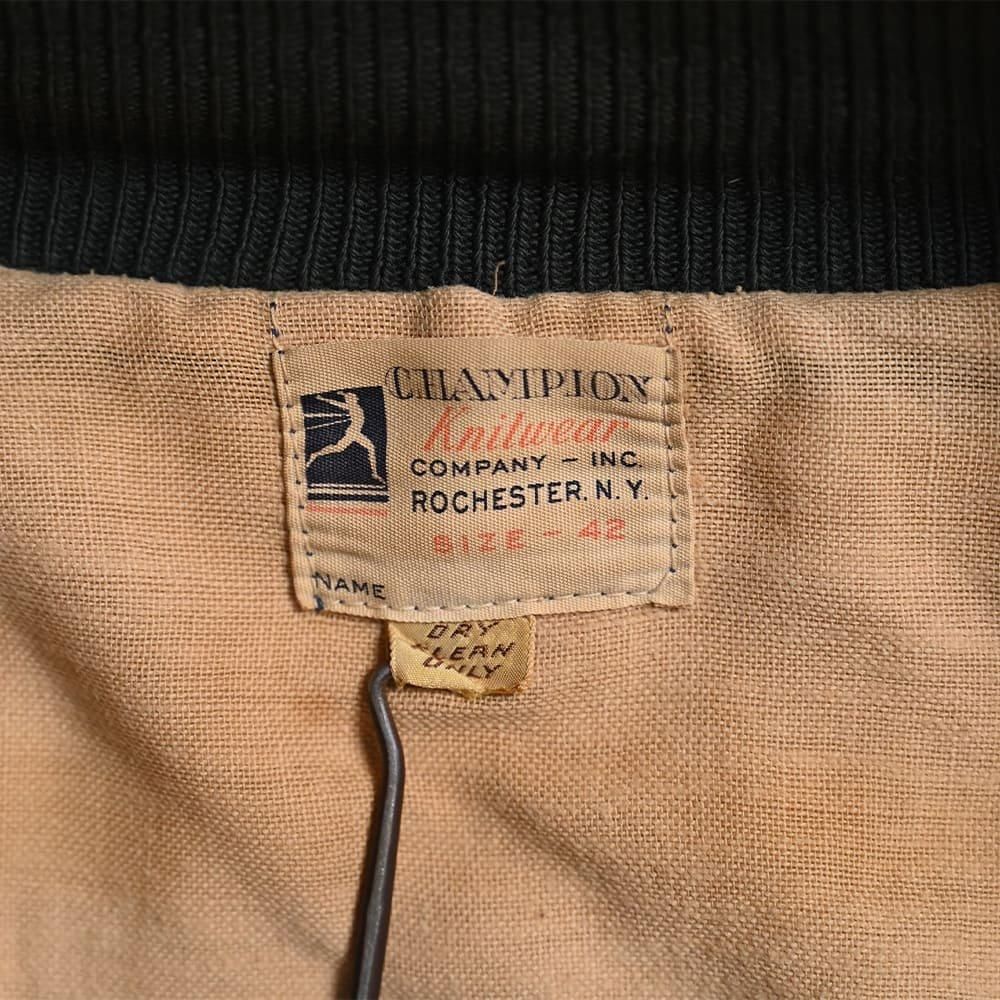 CHAMPION
Knitwear
COMPANY – INC.
ROCHESTER. N. Y.
SIZE – 42
NAME
DRY
CLEAN
ONLY